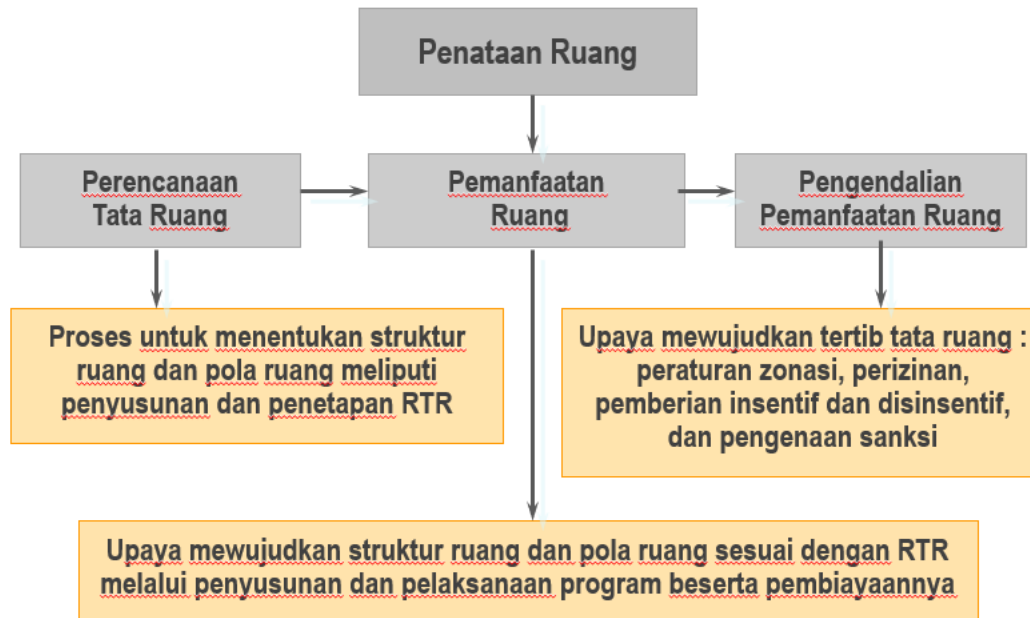 Penataan Ruang
Perencanaan
Tata Ruang
Pemanfaatan
Ruang
Pengendalian
Pemanfaatan Ruang
Proses untuk menentukan struktur
ruang dan pola ruang meliputi
penyusunan dan penetapan RTR
Upaya mewujudkan tertib tata ruang :
peraturan zonasi, perizinan,
pemberian insentif dan disinsentif,
dan pengenaan sanksi
Upaya mewujudkan struktur ruang dan pola ruang sesuai dengan RTR
melalui penyusunan dan pelaksanaan program beserta pembiayaannya